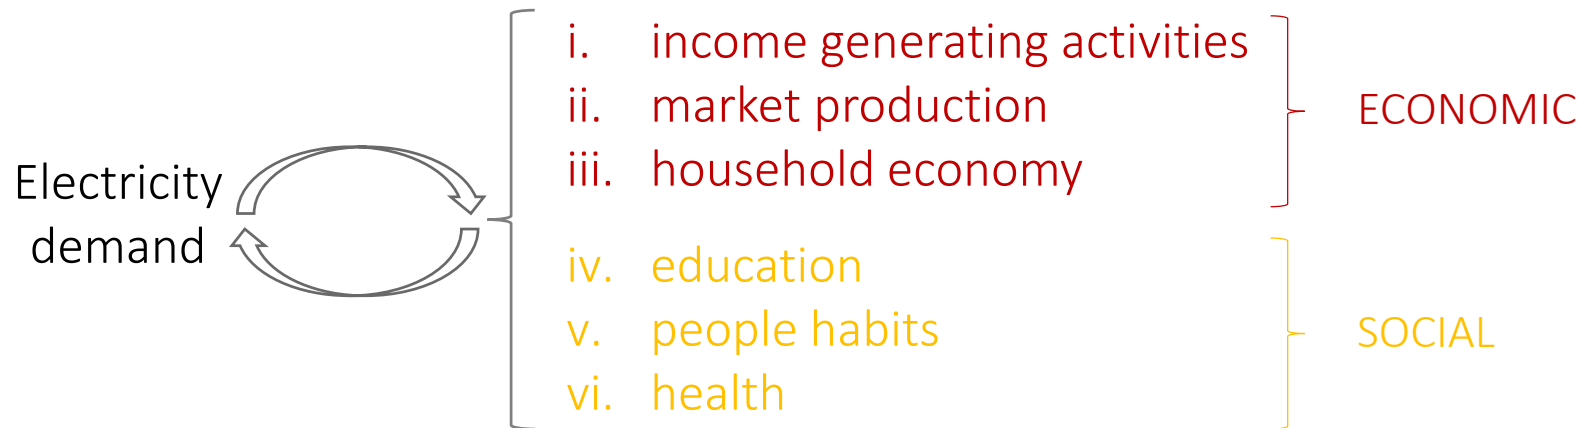 Electricity
demand
i. income generating activities
ii. market production
iii. household economy
ECONOMIC
iv. education
v. people habits
vi. health
SOCIAL